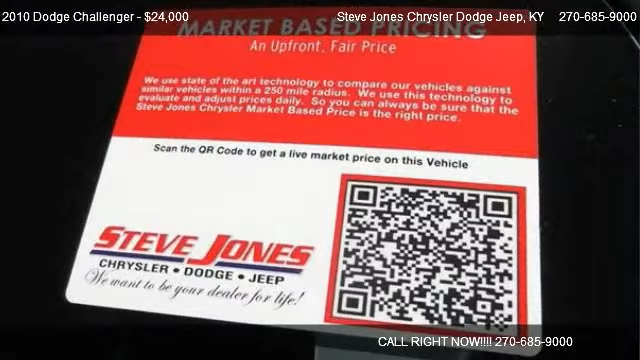 2010 Dodge Challenger - $24,000
Steve Jones Chrysler Dodge Jeep, KY 270-685-9000
MARKET BASED PRICING
An Upfront, Fair Price
We use state of the art technology to compare our vehicles against
similar vehicles within a 250 mile radius. We use this technology to
evaluate and adjust prices daily. So you can always be sure that the
Steve Jones Chrysler Market Based Price is the right price.
Scan the QR Code to get a live market price on this Vehicle
STEVE JONES
CHRYSLER • DODGE • JEEP
We want to be your dealer for life!
CALL RIGHT NOW!!!! 270-685-9000